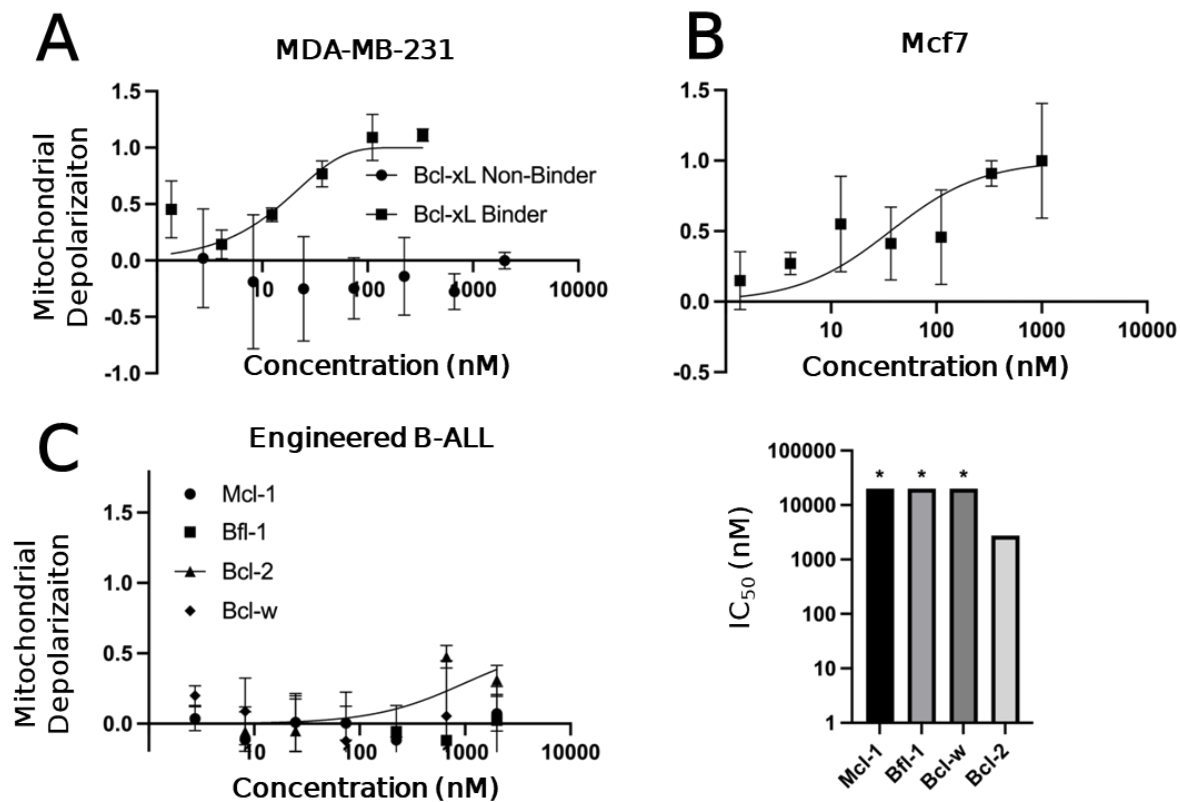 A
MDA-MB-231
1.5
1.0
0.5
0.0
-0.5
-1.0
Mitochondrial
Depolarizaiton
Bcl-xL Non-Binder
Bcl-xL Binder
10
100
1000
10000
Concentration (nM)
B
Mcf7
1.5
1.0
0.5
0.0
-0.5
10
100
1000
10000
Concentration (nM)
C
Engineered B-ALL
Mcl-1
Bfl-1
Bcl-2
Bcl-w
1.5
1.0
0.5
0.0
Mitochondrial
Depolarizaiton
10
100
1000
10000
Concentration (nM)
100000
10000
1000
100
10
1
IC50 (nM)
* * *
Mcl-1
Bfl-1
Bcl-w
Bcl-2